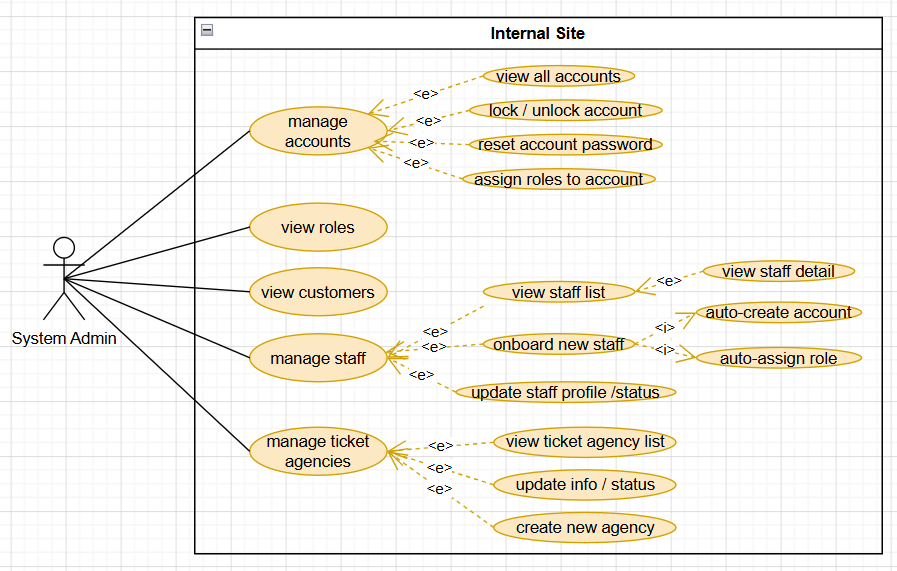 Internal Site
view all accounts
<e>
lock / unlock account
<e>
manage
accounts
reset account password
<e>
assign roles to account
<e>
view roles
view staff detail
<e>
view customers
view staff list
auto-create account
<i>
<e>
onboard new staff
<e>
<i>
manage staff
auto-assign role
System Admin
<e>
update staff profile /status
manage ticket
agencies
view ticket agency list
<e>
<e>
update info / status
<e>
create new agency